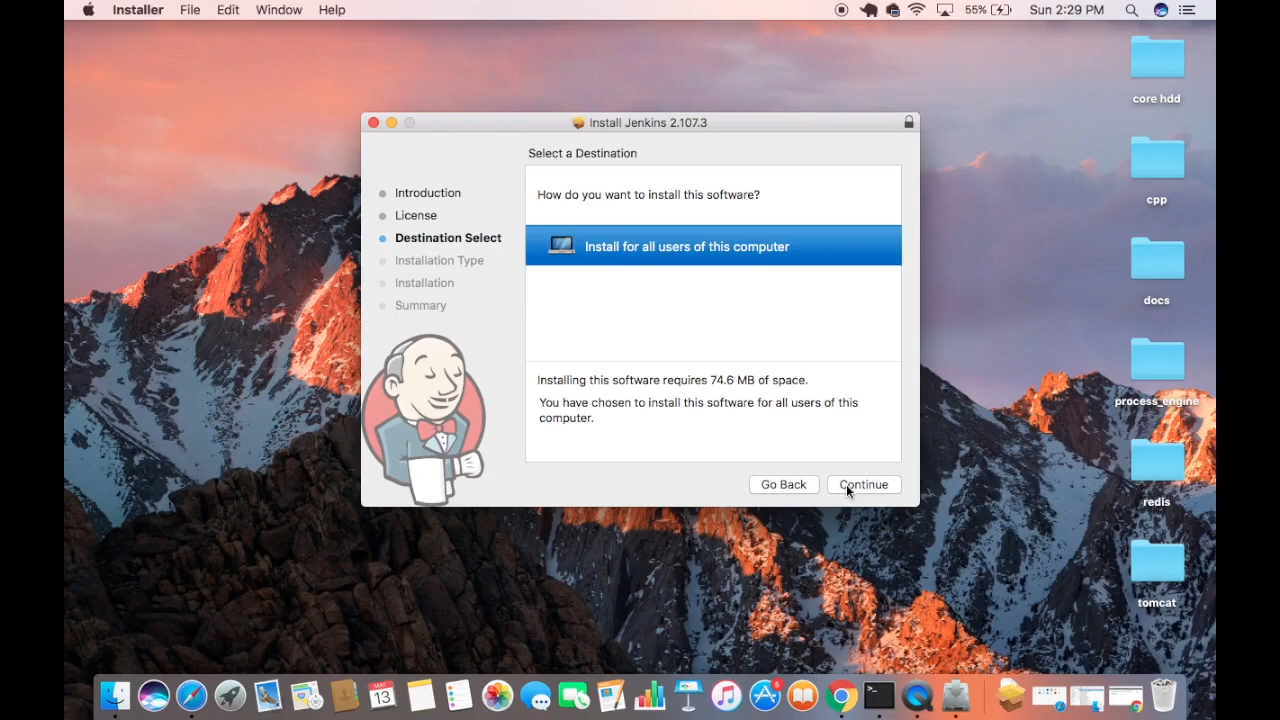 Installer File Edit Window Help 55% Sun 2:29 PM
core hdd
Install Jenkins 2.107.3
Select a Destination
How do you want to install this software?
Introduction
License
Destination Select
Installation Type
Installation
Summary
Install for all users of this computer
Installing this software requires 74.6 MB of space.
You have chosen to install this software for all users of this
computer.
Go Back Continue
cpp
docs
process_engine
redis
tomcat
MAY
13
5